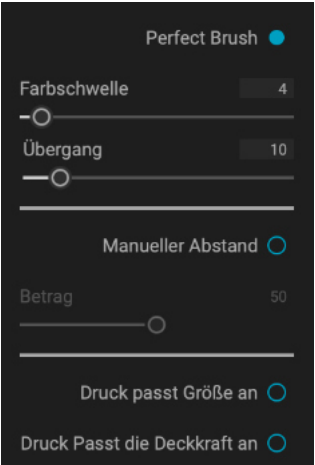 Perfect Brush
Farbschwelle 4
Übergang 10
Manueller Abstand
Betrag 50
Druck passt Größe an
Druck Passt die Deckkraft an